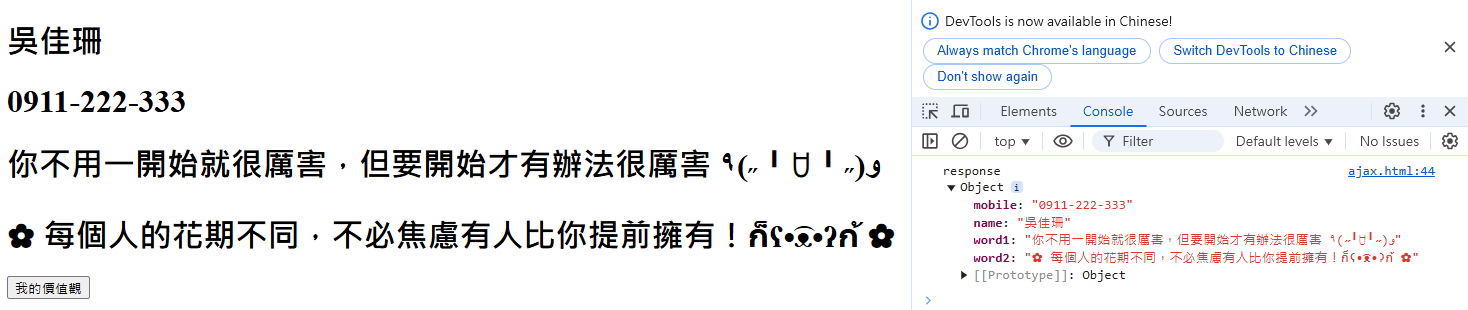 吳佳珊
0911-222-333
你不用一開始就很厲害，但要開始才有辦法很厲害 ٩(˶╹ꇴ╹˶)و
✿ 每個人的花期不同，不必焦慮有人比你提前擁有！ก็ʕ•ᴥ•ʔก้ ✿
我的價值觀
DevTools is now available in Chinese!
Always match Chrome's language
Switch DevTools to Chinese
Don't show again
Elements Console Sources Network
top Filter Default levels No Issues
response ajax.html:44
Object i
mobile: "0911-222-333"
name: "吳佳珊"
word1: "你不用一開始就很厲害，但要開始才有辦法很厲害 ٩(˶╹ꇴ╹˶)و"
word2: "✿ 每個人的花期不同，不必焦慮有人比你提前擁有！ก็ʕ•ᴥ•ʔก้ ✿"
[[Prototype]]: Object